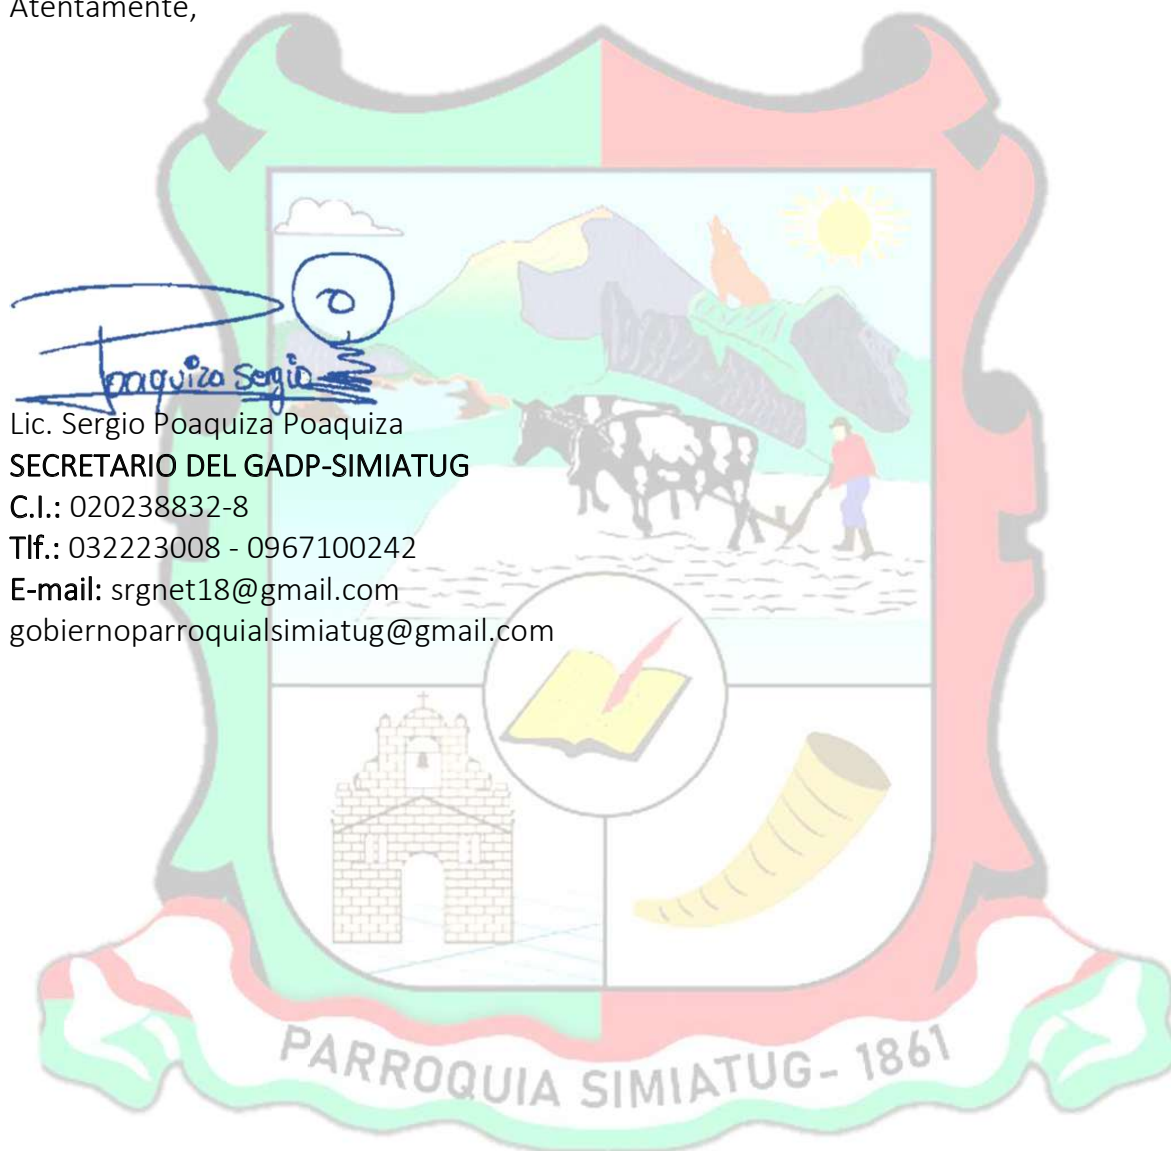 Atentamente,
Poaquiza Sergio
Lic. Sergio Poaquiza Poaquiza
SECRETARIO DEL GADP-SIMIATUG
C.I.: 020238832-8
Tlf.: 032223008 - 0967100242
E-mail: srgnet18@gmail.com
gobiernoparroquialsimiatug@gmail.com
PARROQUIA SIMIATUG- 1861